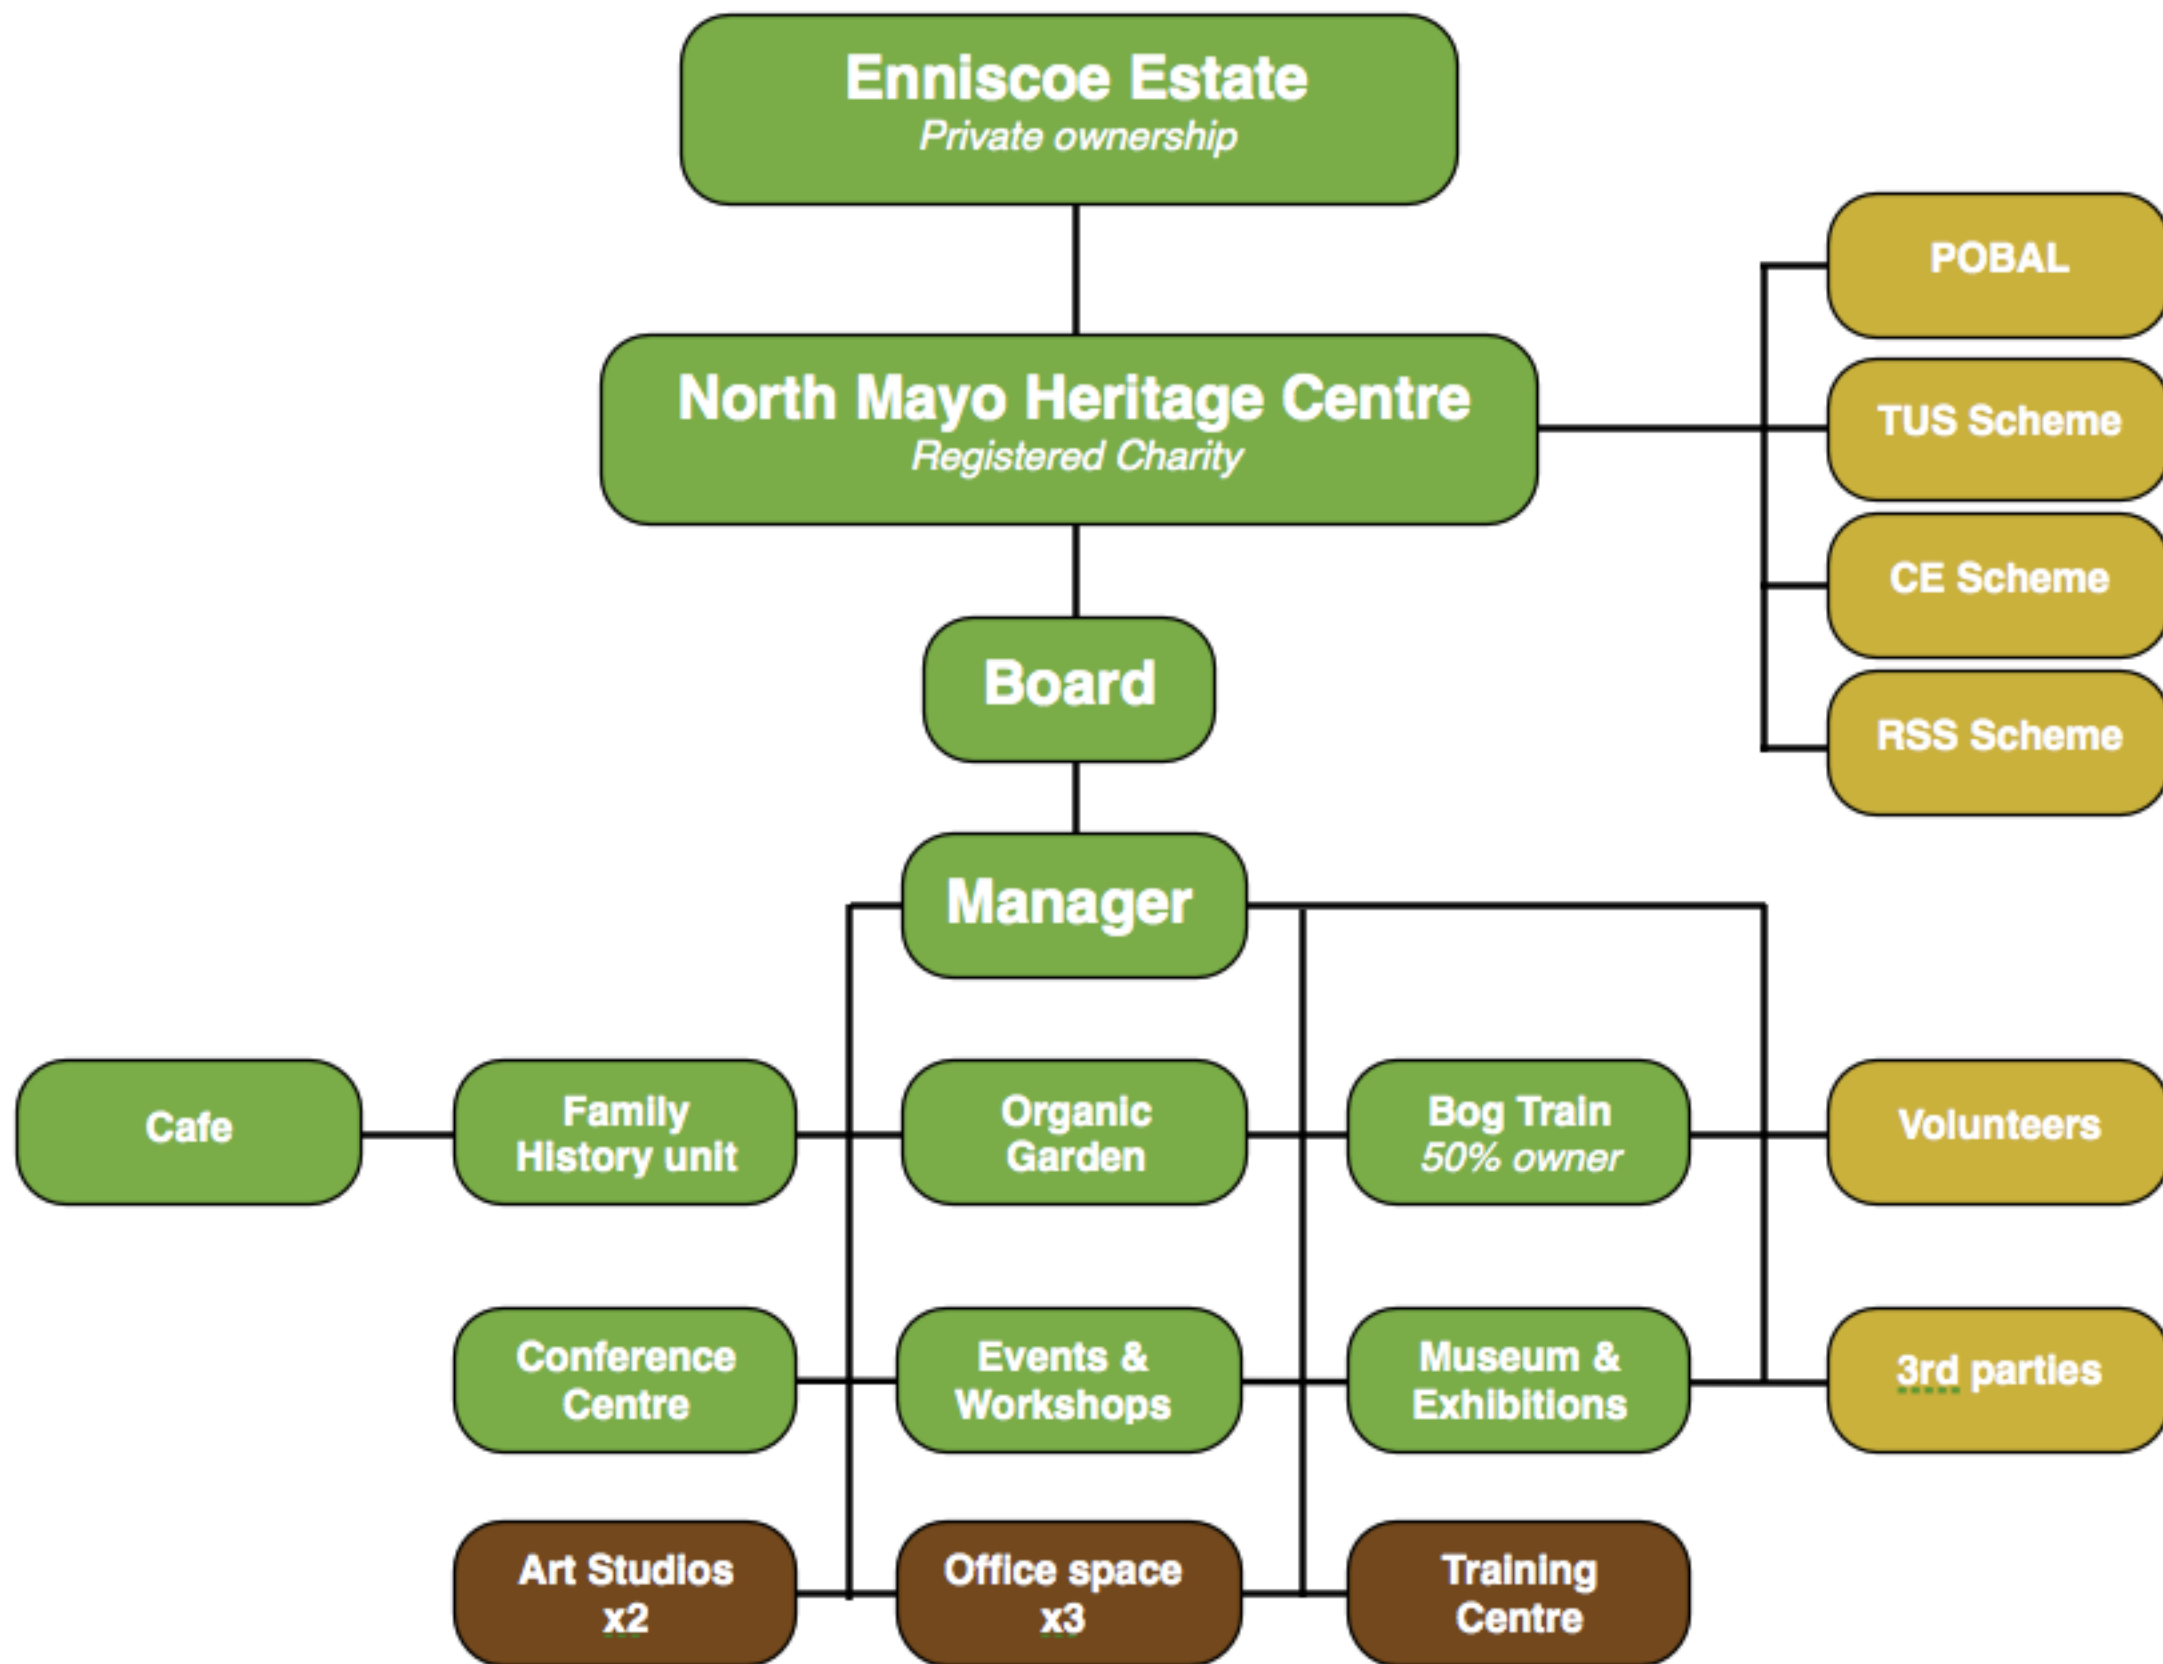 Enniscoe Estate
Private ownership
North Mayo Heritage Centre
Registered Charity
POBAL
TUS Scheme
CE Scheme
RSS Scheme
Board
Manager
Cafe
Family
History unit
Organic
Garden
Bog Train
50% owner
Volunteers
Conference
Centre
Events &
Workshops
Museum &
Exhibitions
3rd parties
Art Studios
x2
Office space
x3
Training
Centre